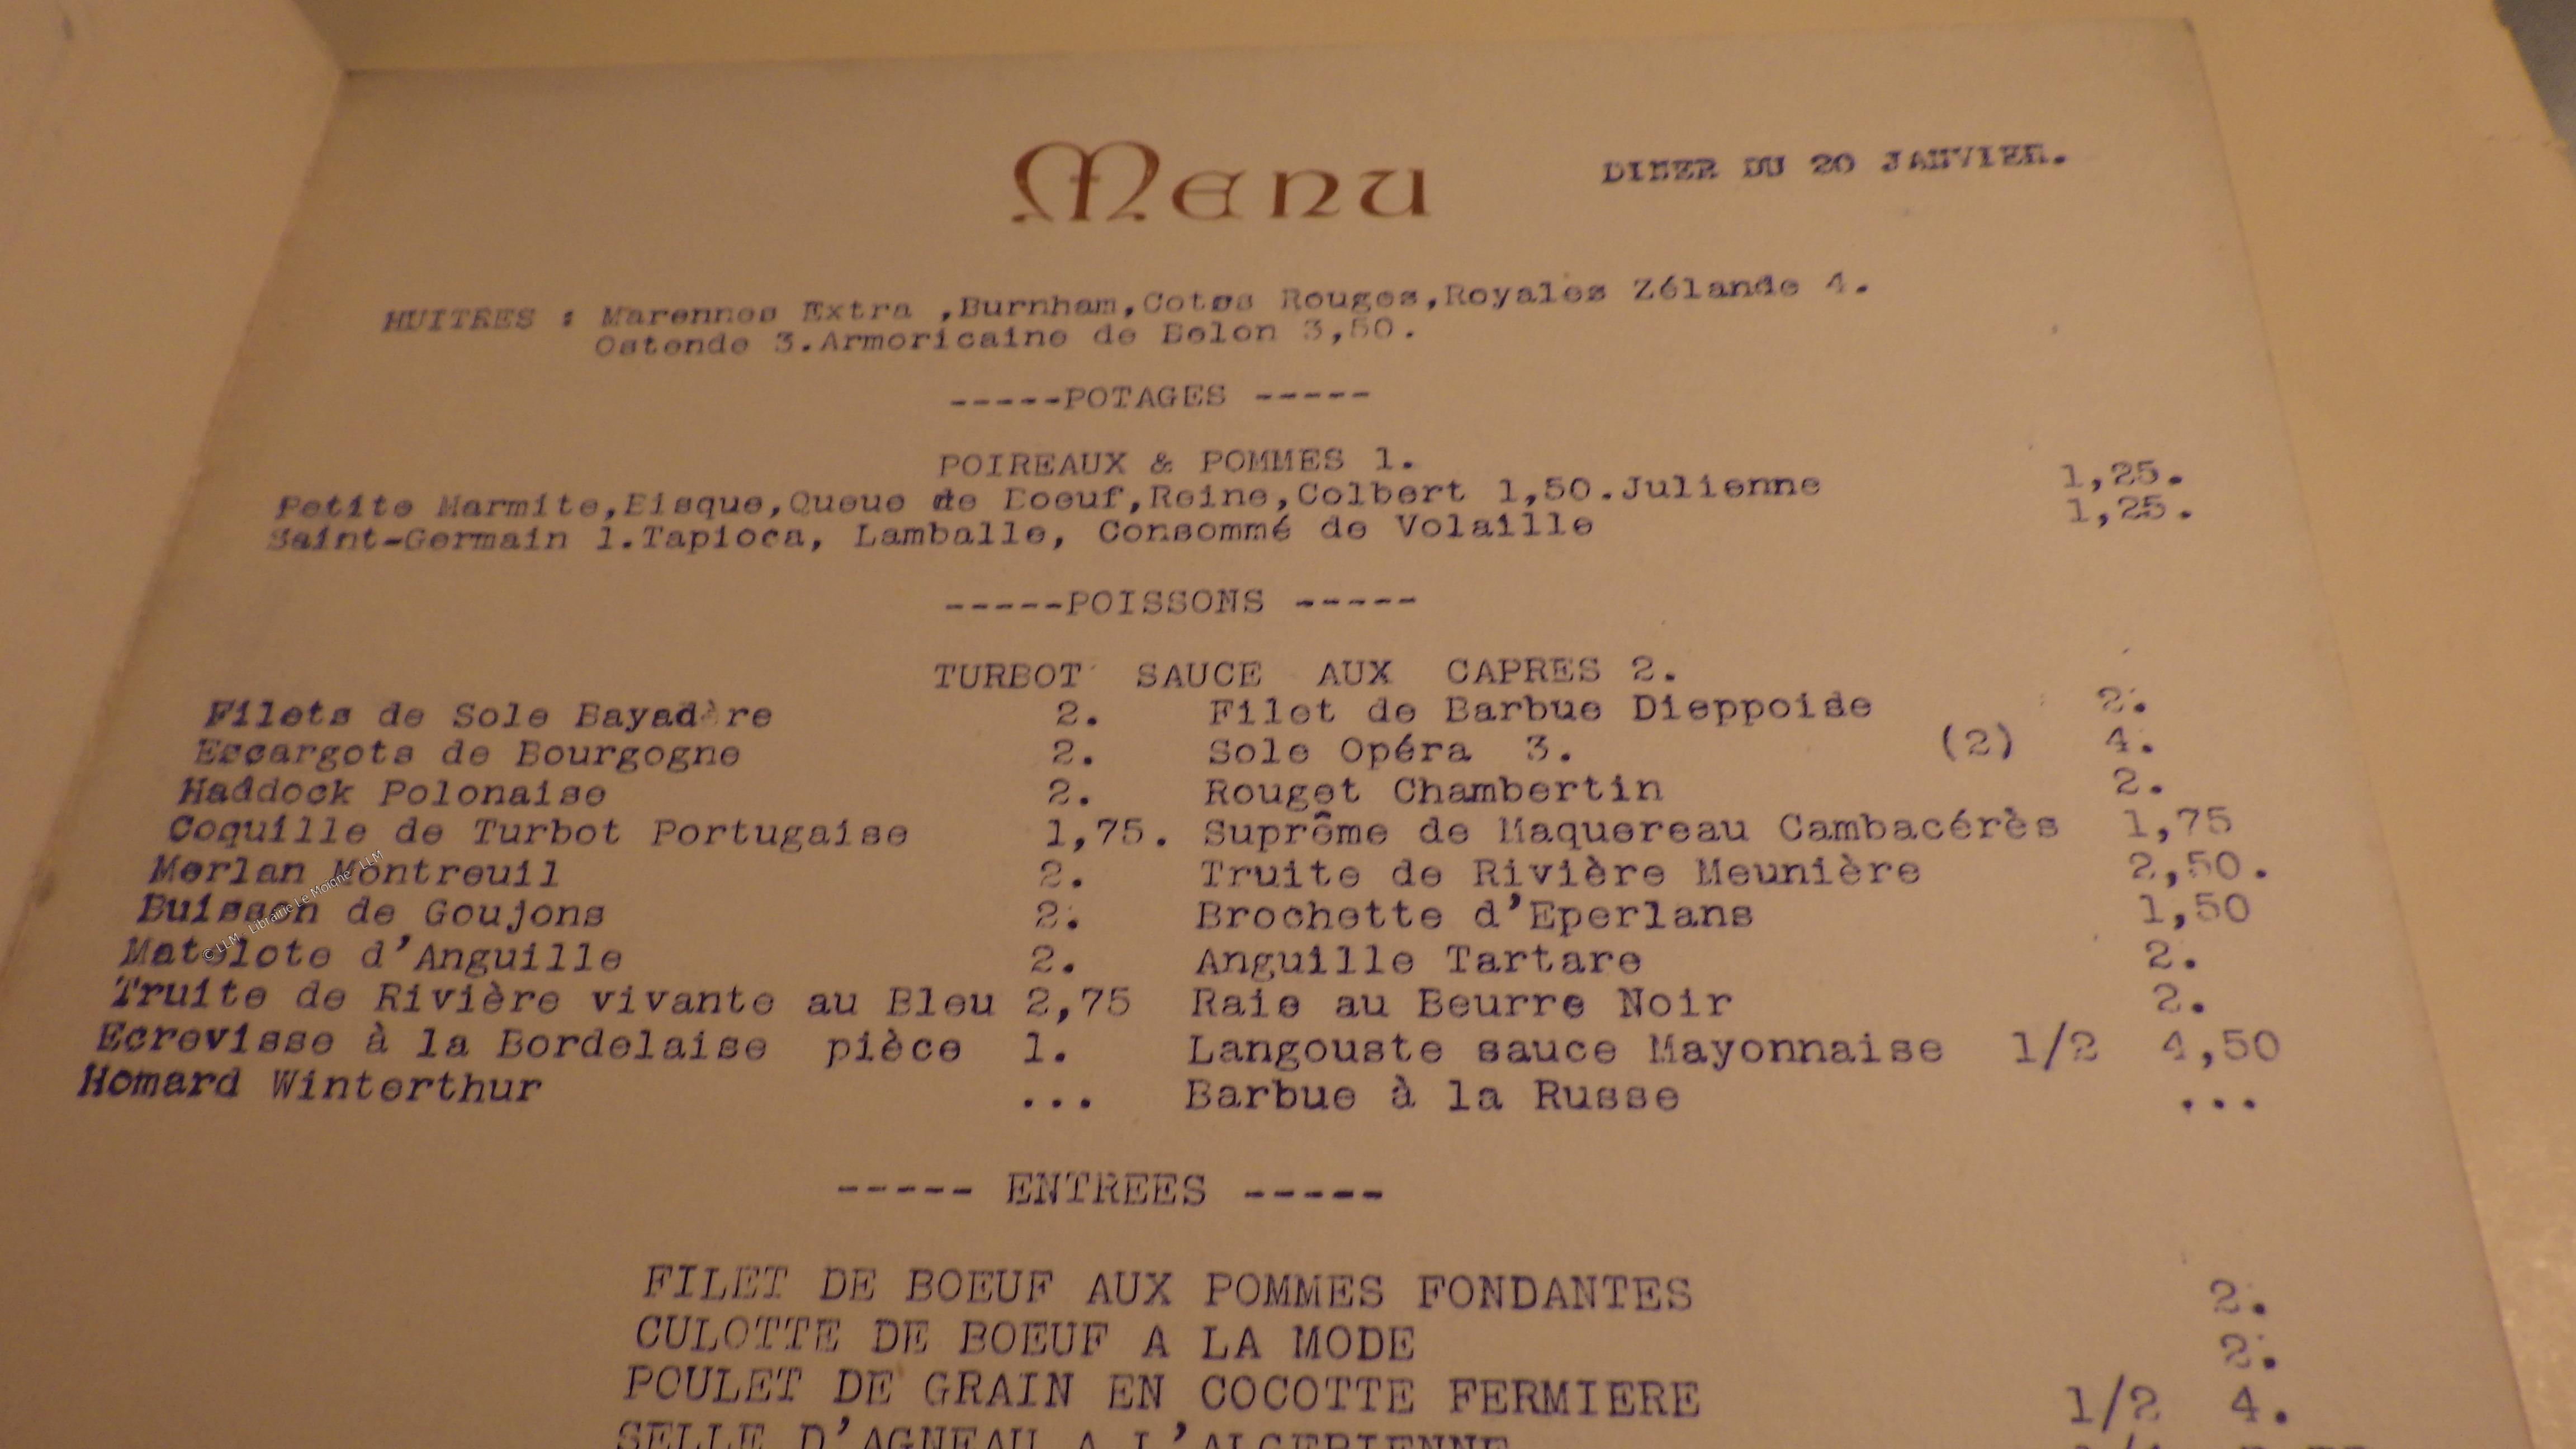 Menu
DINER DU 20 JANVIER.
HUITRES : Marennes Extra ,Burnham,Cotes Rouges,Royales Zélande 4.
Ostende 3.Armoricaine de Belon 3,50.
-----POTAGES -----
POIREAUX & POMMES 1.
Petite Marmite,Bisque,Queue de Boeuf,Reine,Colbert 1,50.Julienne 1,25.
Saint-Germain 1.Tapioca, Lamballe, Consommé de Volaille 1,25.
-----POISSONS -----
TURBOT SAUCE AUX CAPRES 2.
Filets de Sole Bayadère 2. Filet de Barbue Dieppoise 2.
Escargots de Bourgogne 2. Sole Opéra 3. (2) 4.
Haddock Polonaise 2. Rouget Chambertin 2.
Coquille de Turbot Portugaise 1,75. Suprême de Maquereau Cambacérès 1,75
Merlan Montreuil 2. Truite de Rivière Meunière 2,50.
Buisson de Goujons 2. Brochette d'Eperlans 1,50
Matelote d'Anguille 2. Anguille Tartare 2.
Truite de Rivière vivante au Bleu 2,75 Raie au Beurre Noir 2.
Ecrevisse à la Bordelaise pièce 1. Langouste sauce Mayonnaise 1/2 4,50
Homard Winterthur ... Barbue à la Russe ...
----- ENTREES -----
FILET DE BOEUF AUX POMMES FONDANTES 2.
CULOTTE DE BOEUF A LA MODE 2.
POULET DE GRAIN EN COCOTTE FERMIERE 1/2 4.
SELLE D'AGNEAU A L'ALGERIENNE
© LLM Librairie Le Moigne LLM